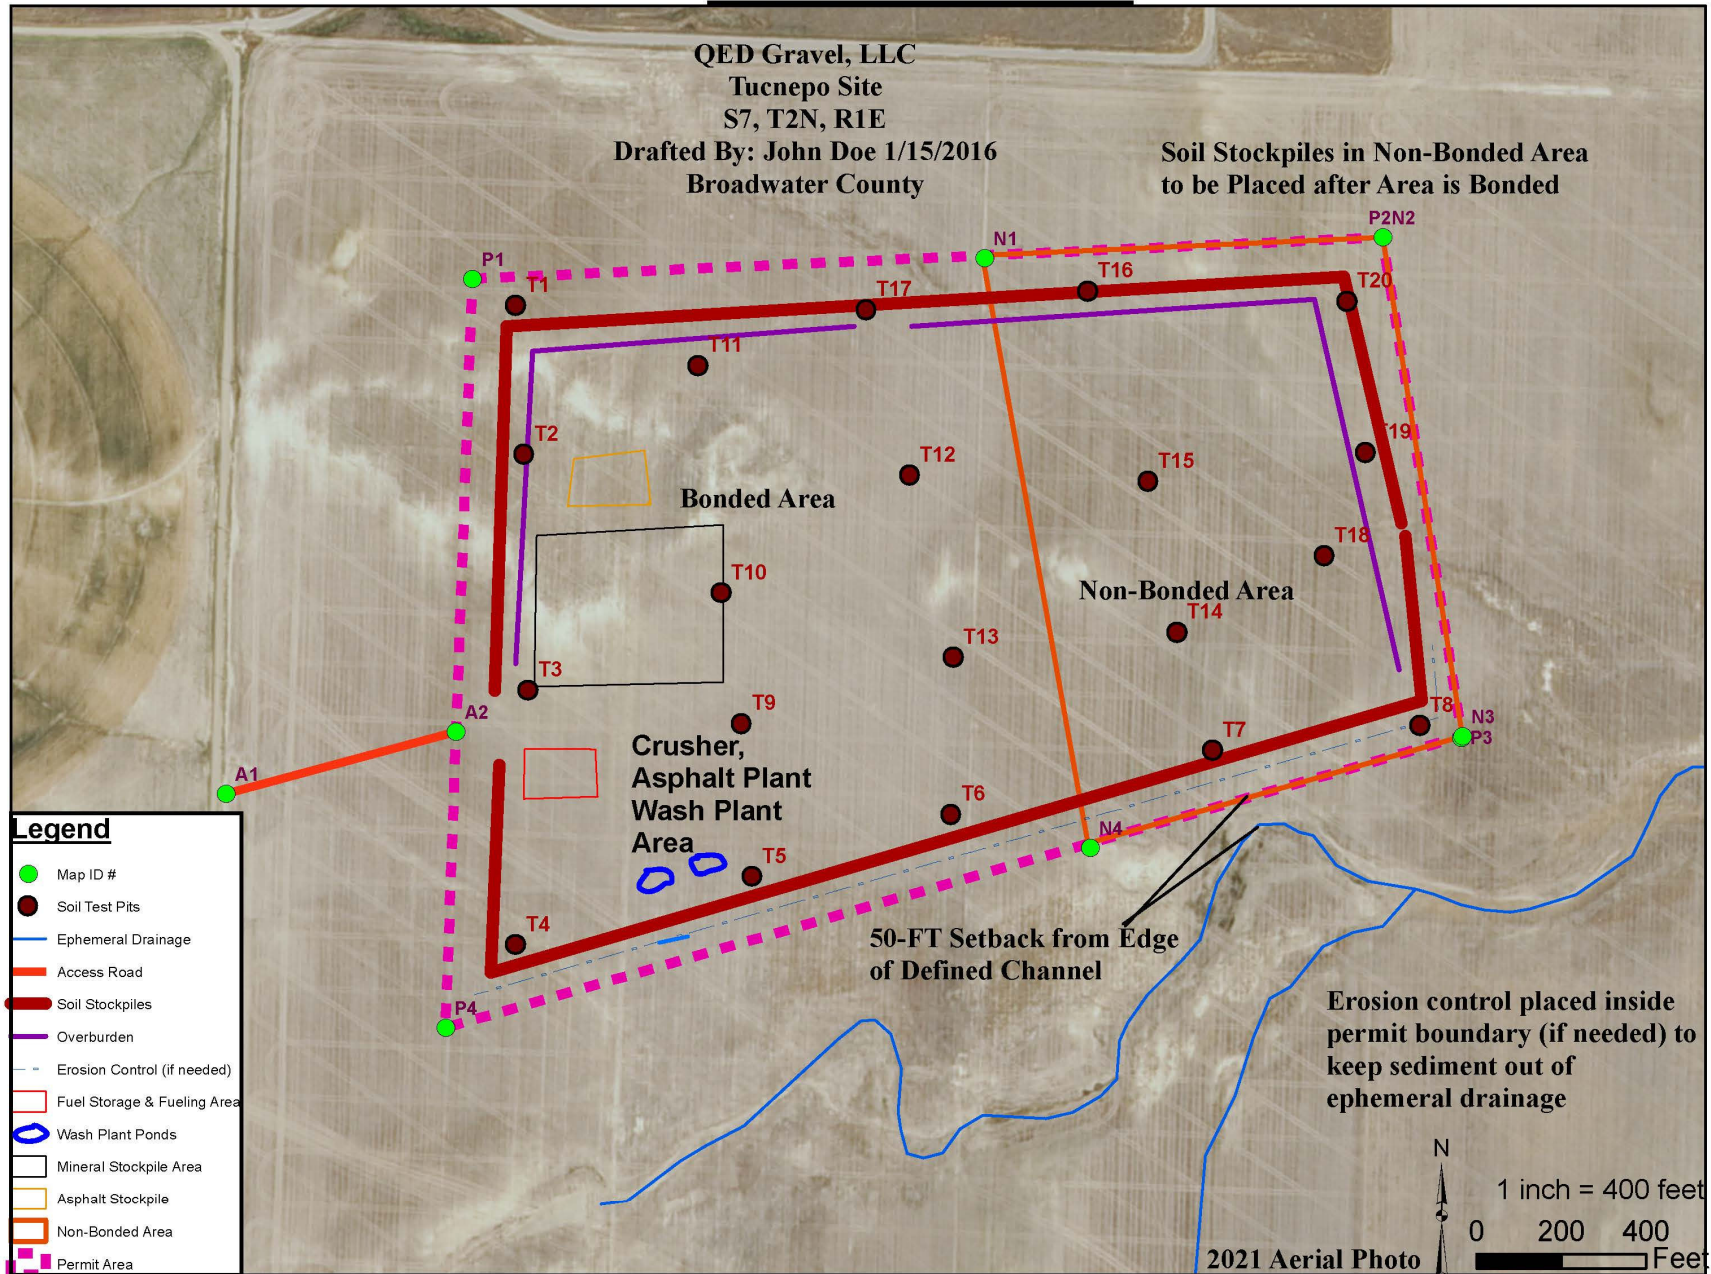 QED Gravel, LLC
Tucnepo Site
S7, T2N, R1E
Drafted By: John Doe 1/15/2016
Broadwater County
Soil Stockpiles in Non-Bonded Area
to be Placed after Area is Bonded
P2N2
N1
P1
T1
T16
T17
T20
T11
T2
T19
T12
T15
Bonded Area
T18
T10
Non-Bonded Area
T14
T13
T3
T9
A2
T8
N3
P3
T7
Crusher,
Asphalt Plant
Wash Plant
Area
A1
T6
N4
T5
T4
50-FT Setback from Edge
of Defined Channel
P4
Erosion control placed inside
permit boundary (if needed) to
keep sediment out of
ephemeral drainage
Legend
Map ID #
Soil Test Pits
Ephemeral Drainage
Access Road
Soil Stockpiles
Overburden
Erosion Control (if needed)
Fuel Storage & Fueling Area
Wash Plant Ponds
Mineral Stockpile Area
Asphalt Stockpile
Non-Bonded Area
Permit Area
N
1 inch = 400 feet
0 200 400
Feet
2021 Aerial Photo